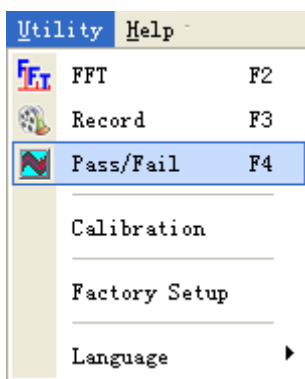 Utility Help
FFT F2
Record F3
Pass/Fail F4
Calibration
Factory Setup
Language